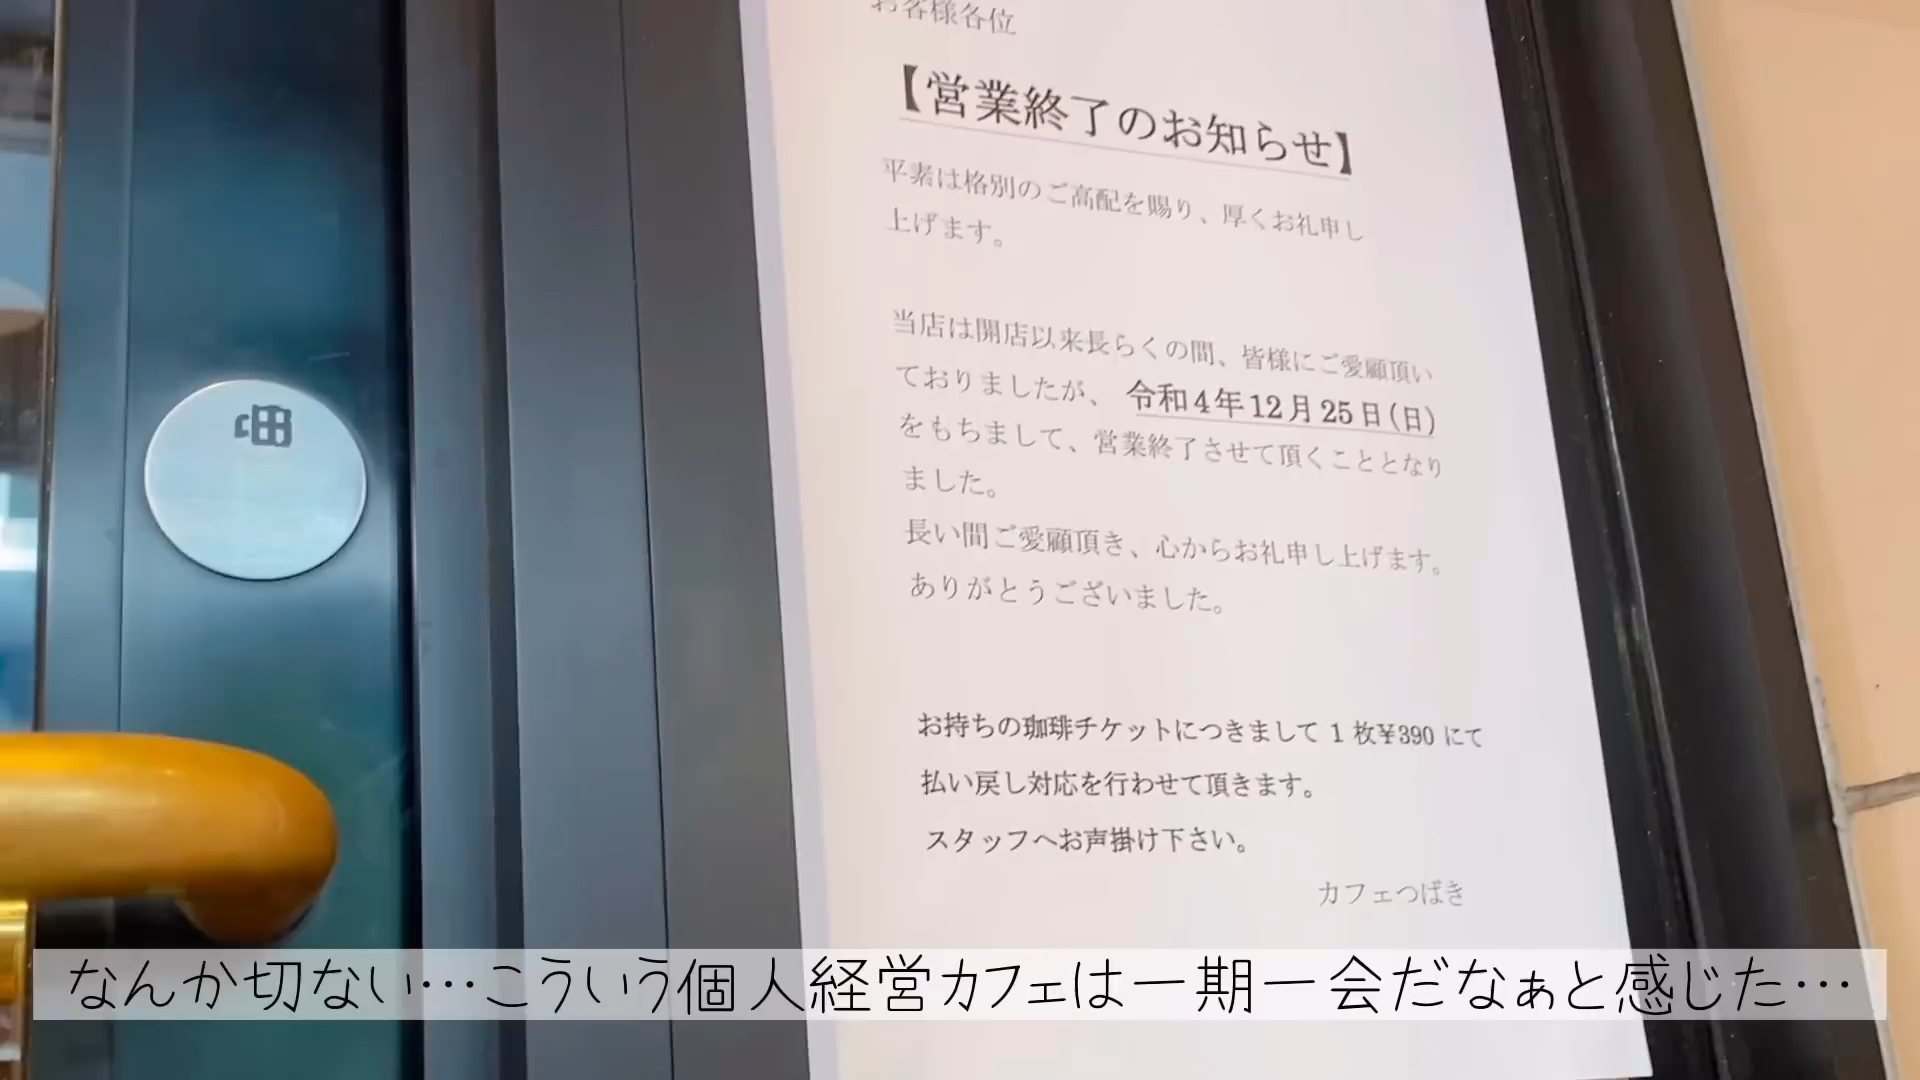 お客様各位
【営業終了のお知らせ】
平素は格別のご高配を賜り、厚くお礼申し
上げます。
当店は開店以来長らくの間、皆様にご愛顧頂い
ておりましたが、令和4年12月25日(日)
をもちまして、営業終了させて頂くこととなり
ました。
長い間ご愛顧頂き、心からお礼申し上げます。
ありがとうございました。
お持ちの珈琲チケットにつきまして 1 枚¥390 にて
払い戻し対応を行わせて頂きます。
スタッフへお声掛け下さい。
カフェつばき
なんか切ない…こういう個人経営カフェは一期一会だなぁと感じた…